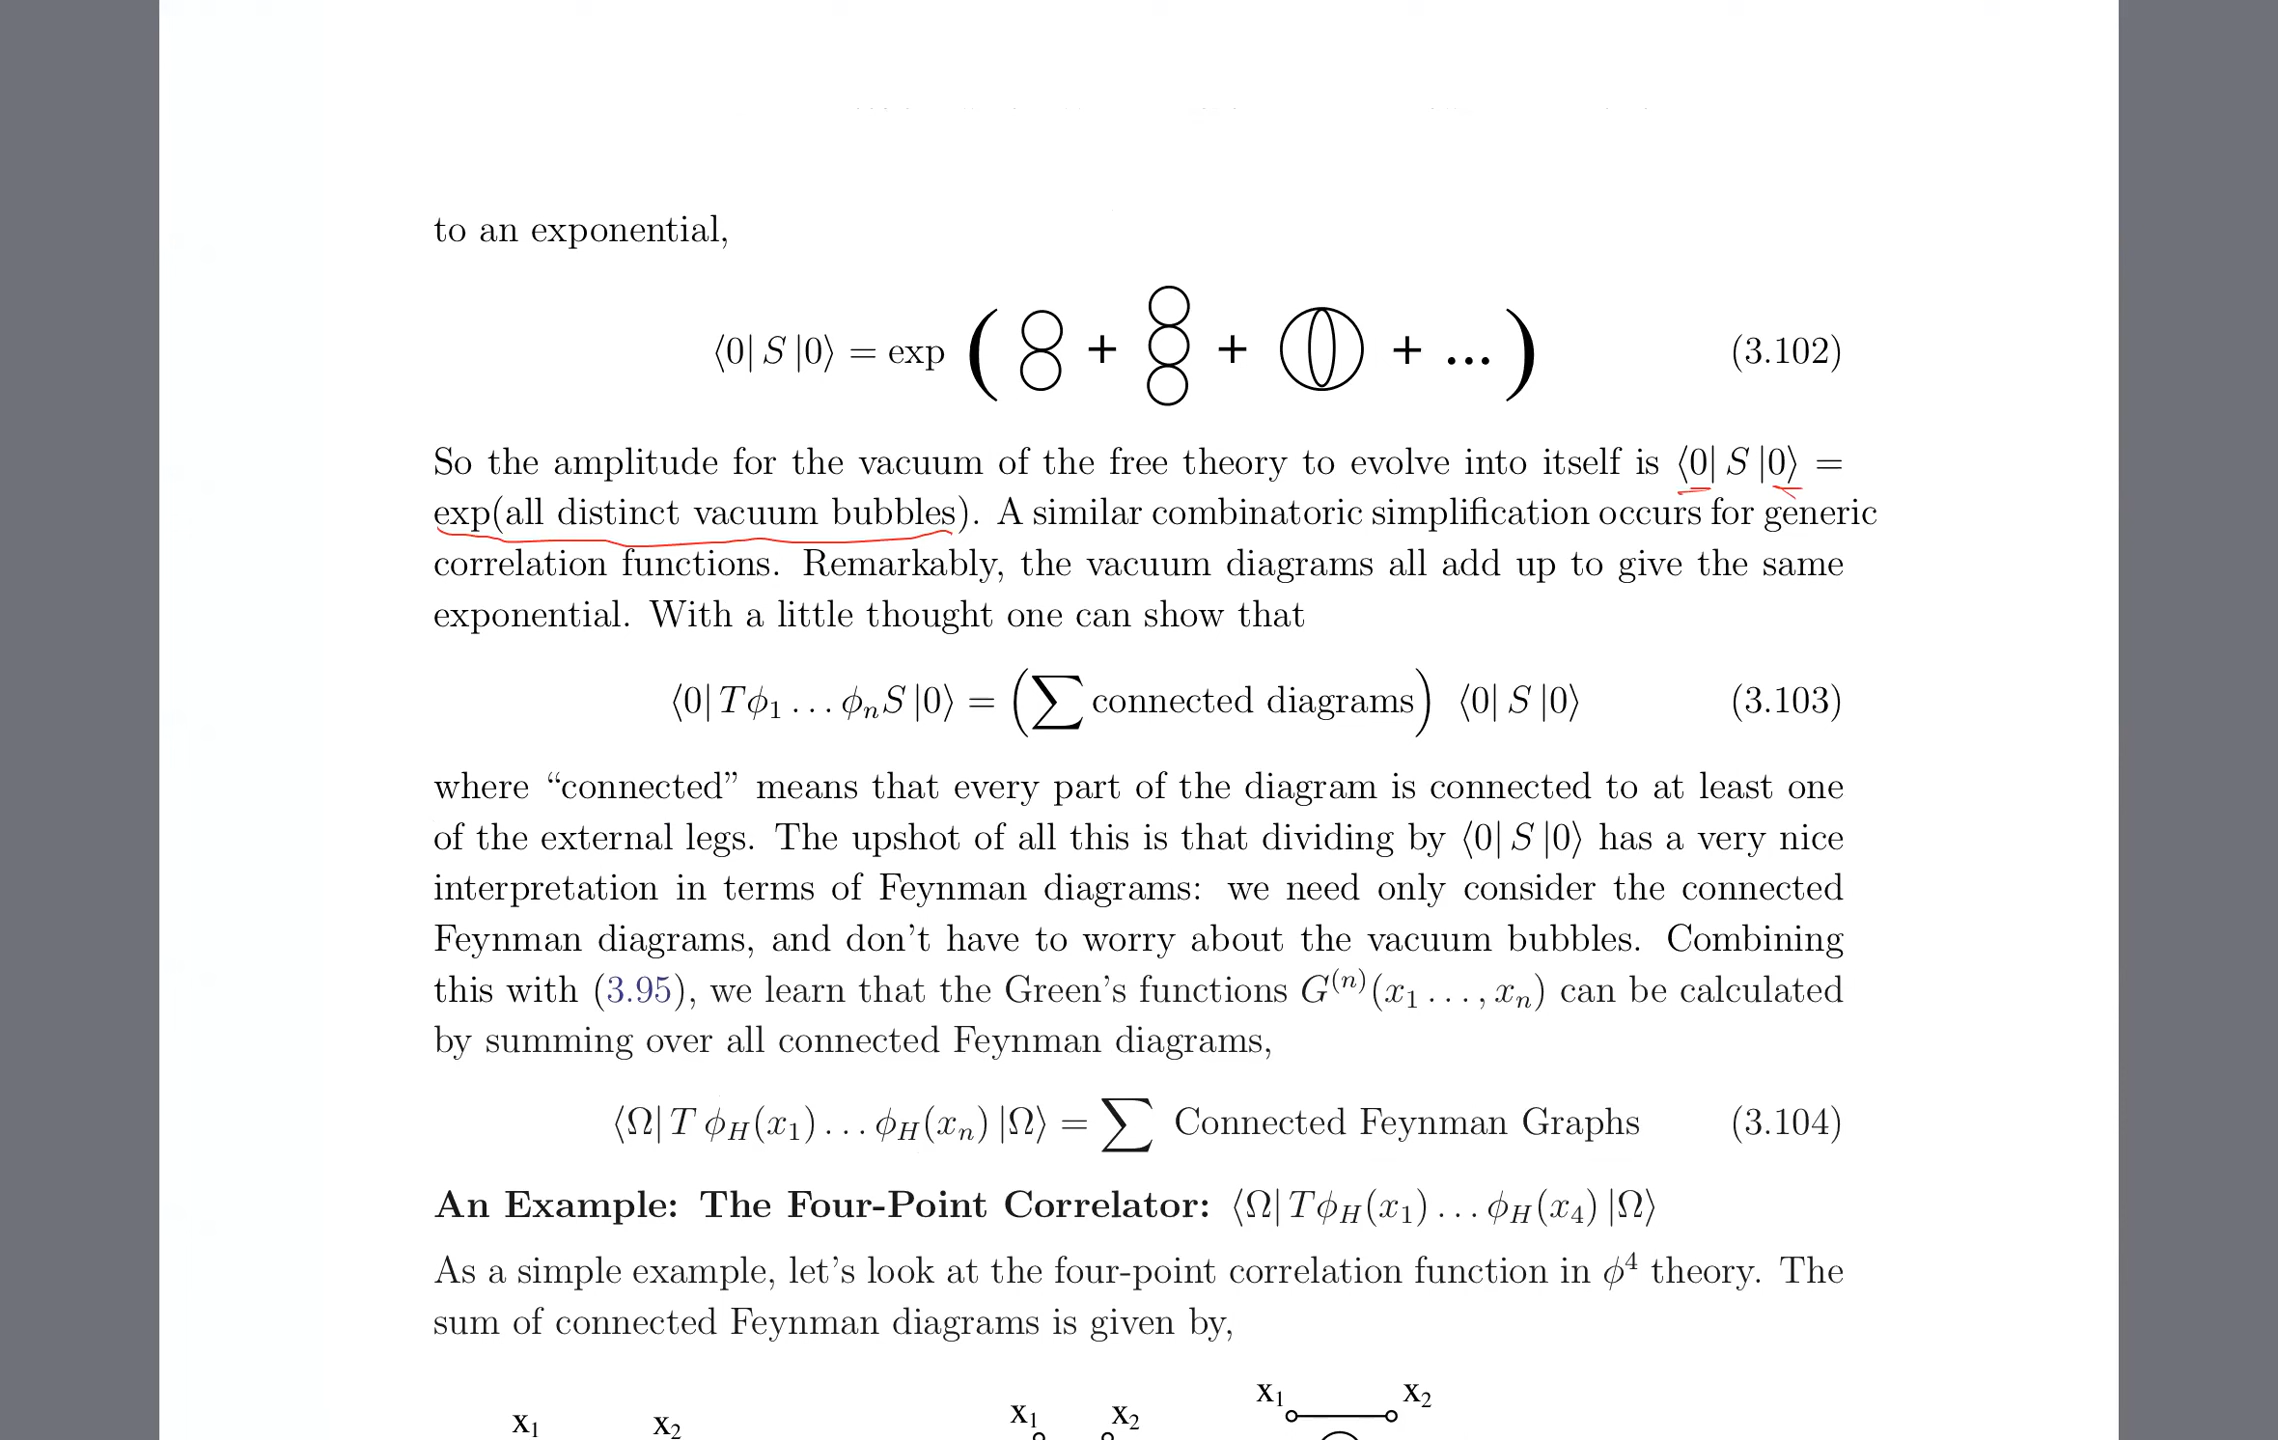 to an exponential,
⟨0| S |0⟩ = exp ( + + + ... ) (3.102)
So the amplitude for the vacuum of the free theory to evolve into itself is ⟨0| S |0⟩ =
exp(all distinct vacuum bubbles). A similar combinatoric simplification occurs for generic
correlation functions. Remarkably, the vacuum diagrams all add up to give the same
exponential. With a little thought one can show that
⟨0| Tϕ₁ . . . ϕₙS |0⟩ = (∑ connected diagrams) ⟨0| S |0⟩ (3.103)
where “connected” means that every part of the diagram is connected to at least one
of the external legs. The upshot of all this is that dividing by ⟨0| S |0⟩ has a very nice
interpretation in terms of Feynman diagrams: we need only consider the connected
Feynman diagrams, and don’t have to worry about the vacuum bubbles. Combining
this with (3.95), we learn that the Green’s functions G⁽ⁿ⁾(x₁ . . . , xₙ) can be calculated
by summing over all connected Feynman diagrams,
⟨Ω| T ϕ_H(x₁) . . . ϕ_H(xₙ) |Ω⟩ = ∑ Connected Feynman Graphs (3.104)
An Example: The Four-Point Correlator: ⟨Ω| Tϕ_H(x₁) . . . ϕ_H(x₄) |Ω⟩
As a simple example, let’s look at the four-point correlation function in ϕ⁴ theory. The
sum of connected Feynman diagrams is given by,
x₁ x₂ x₁ x₂ x₁ x₂